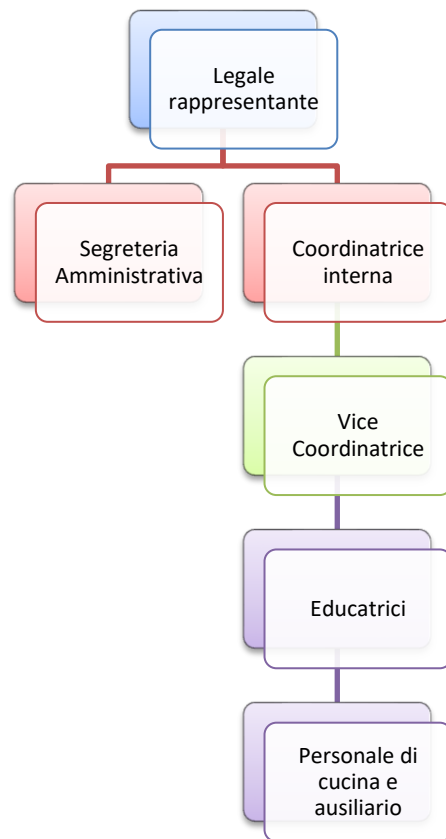 Legale
rappresentante
Segreteria
Amministrativa
Coordinatrice
interna
Vice
Coordinatrice
Educatrici
Personale di
cucina e
ausiliario